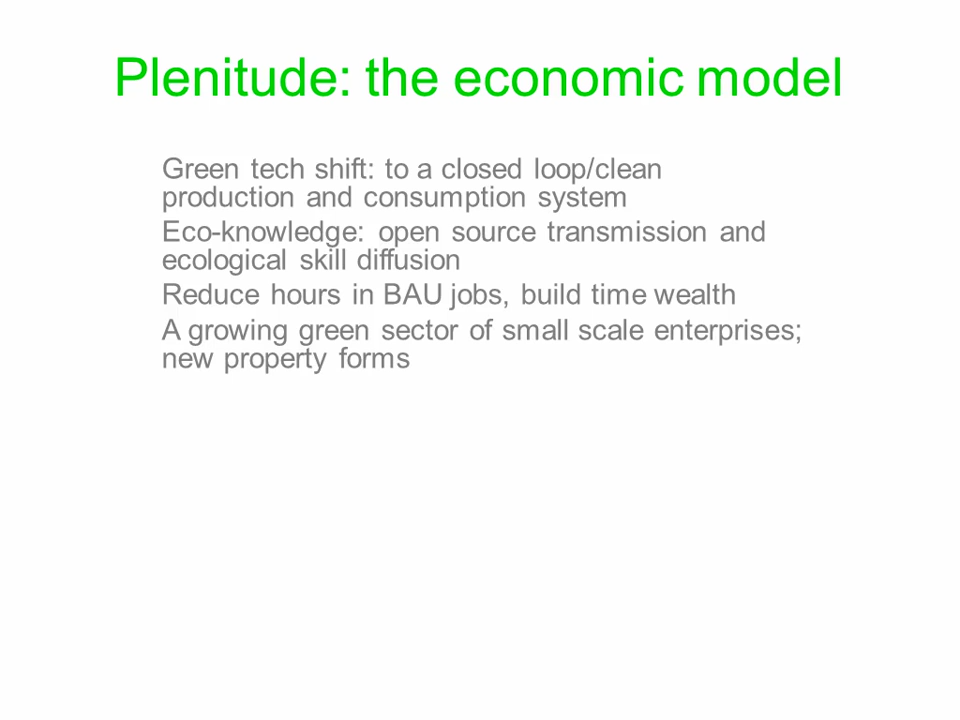 Plenitude: the economic model
Green tech shift: to a closed loop/clean
production and consumption system
Eco-knowledge: open source transmission and
ecological skill diffusion
Reduce hours in BAU jobs, build time wealth
A growing green sector of small scale enterprises;
new property forms